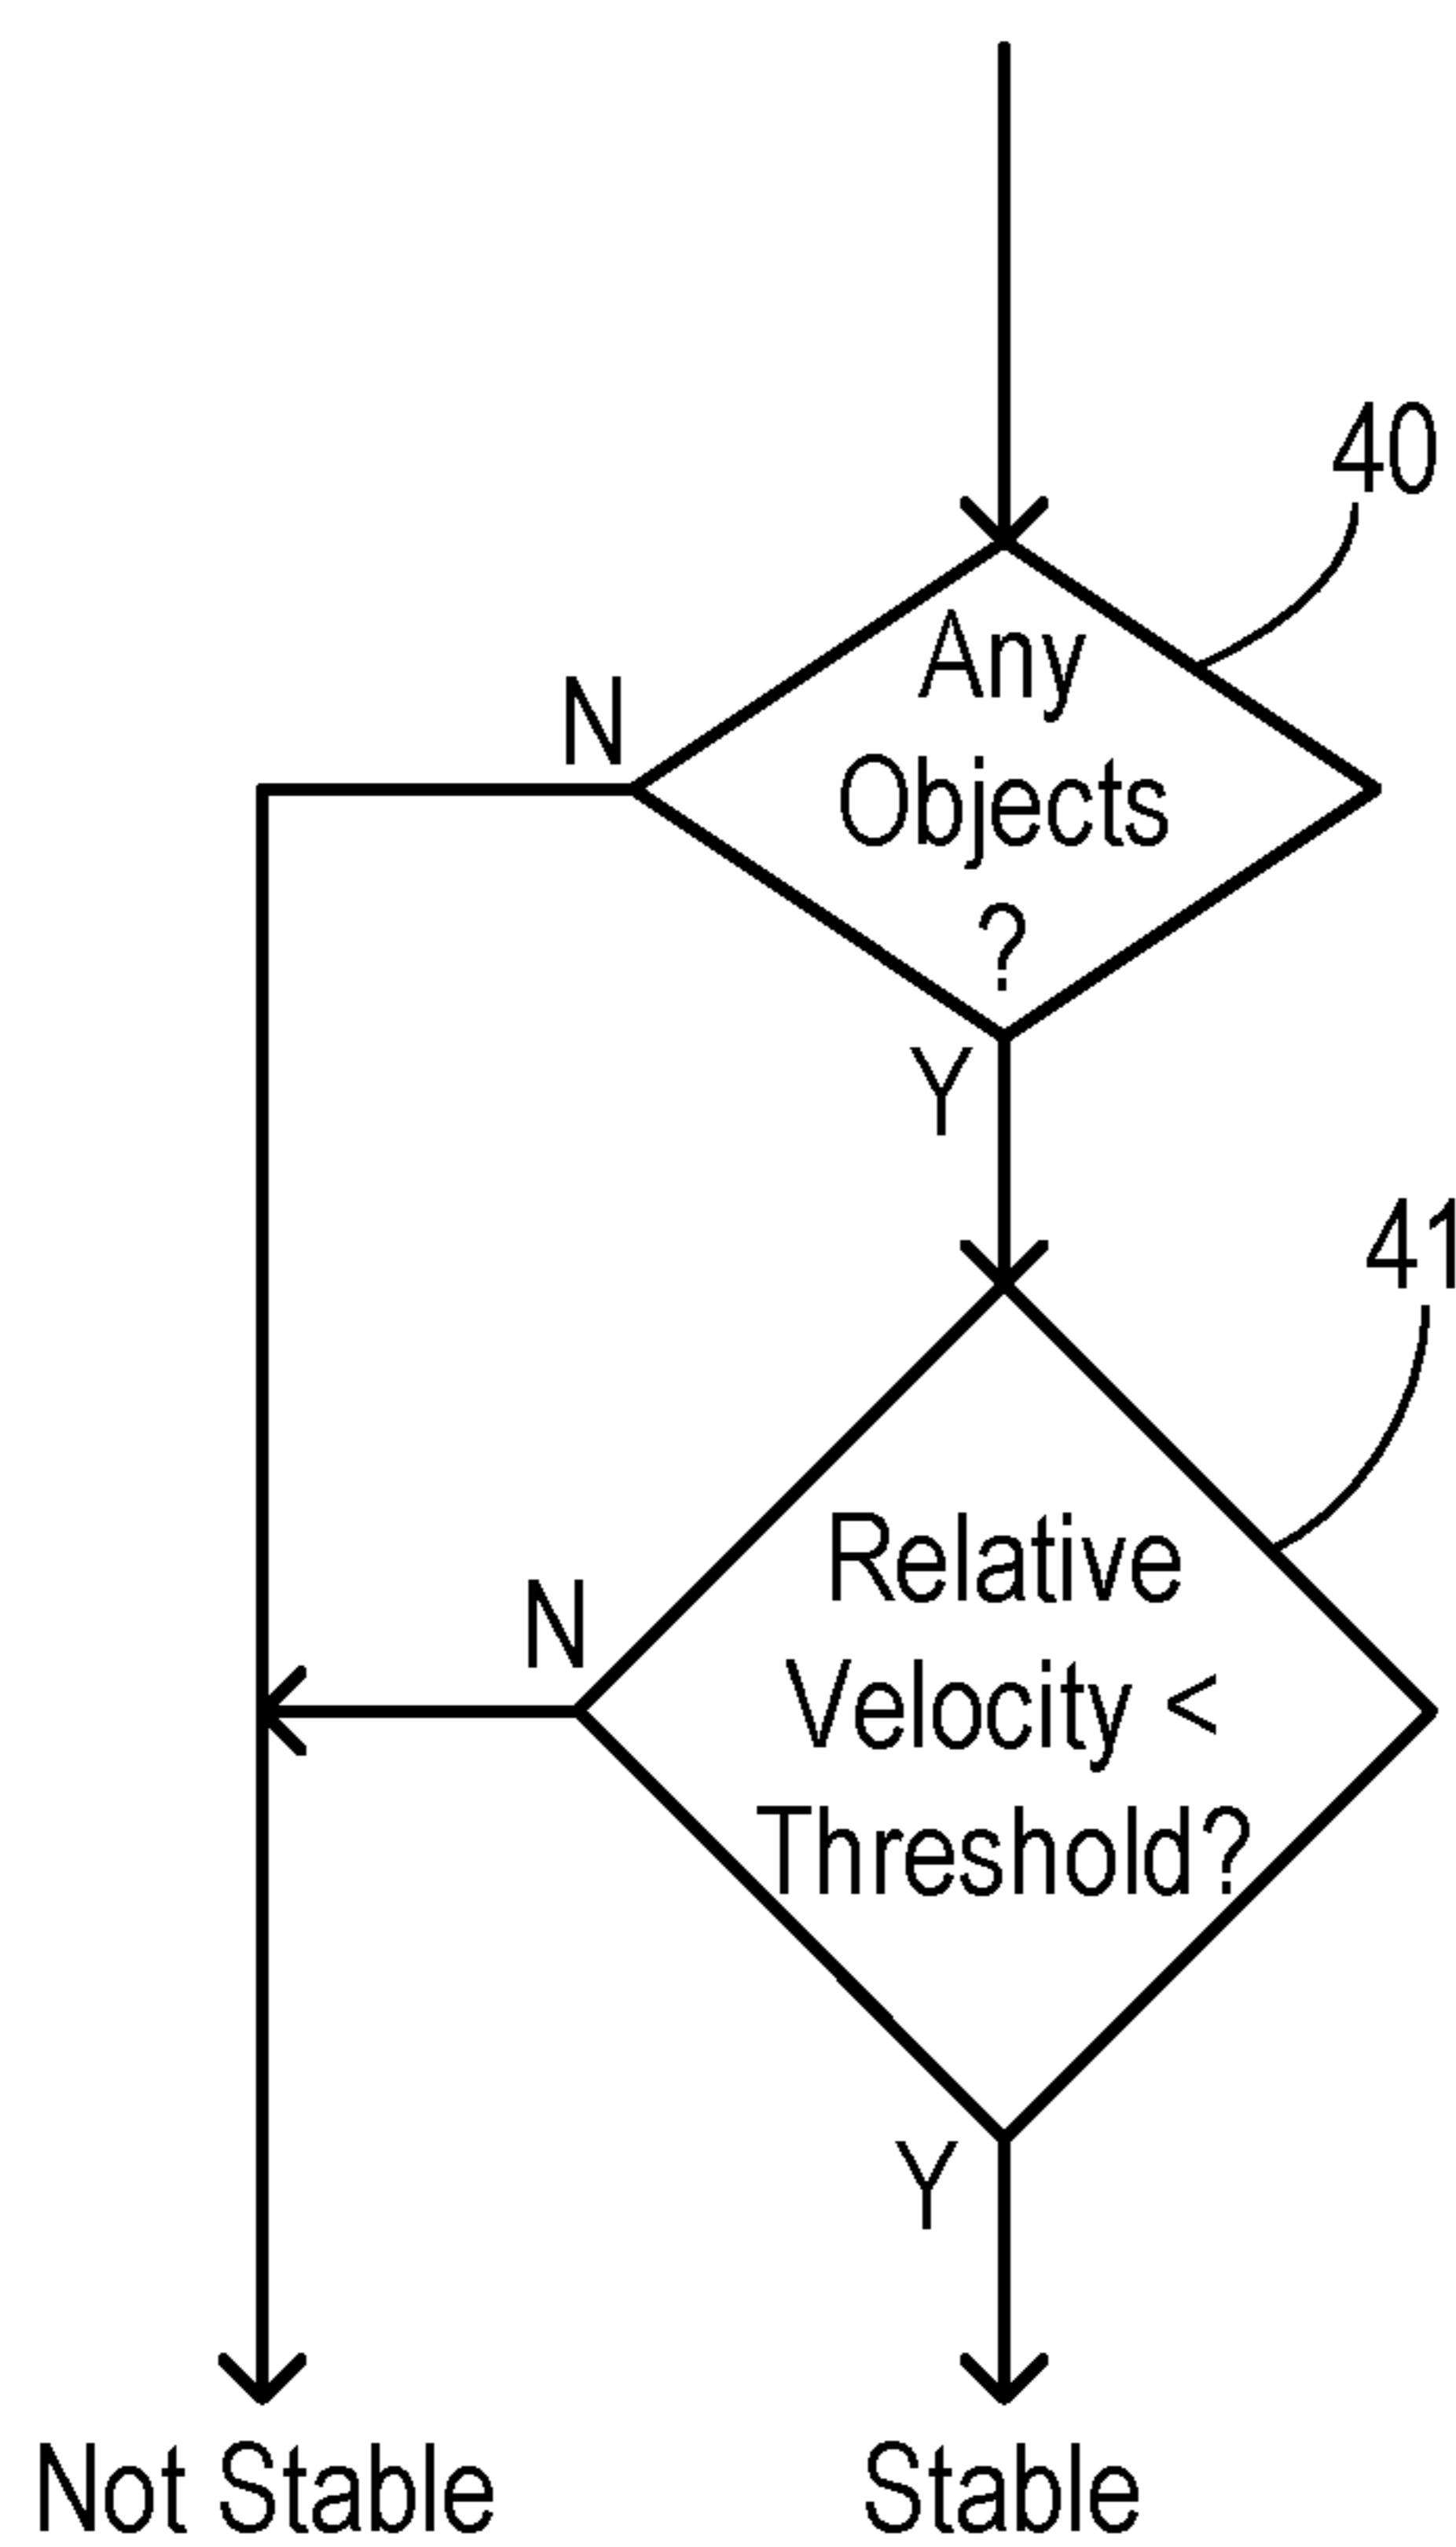 40
Any
N
Objects
?
Y
41
Relative
N
Velocity <
Threshold?
Y
Not Stable
Stable